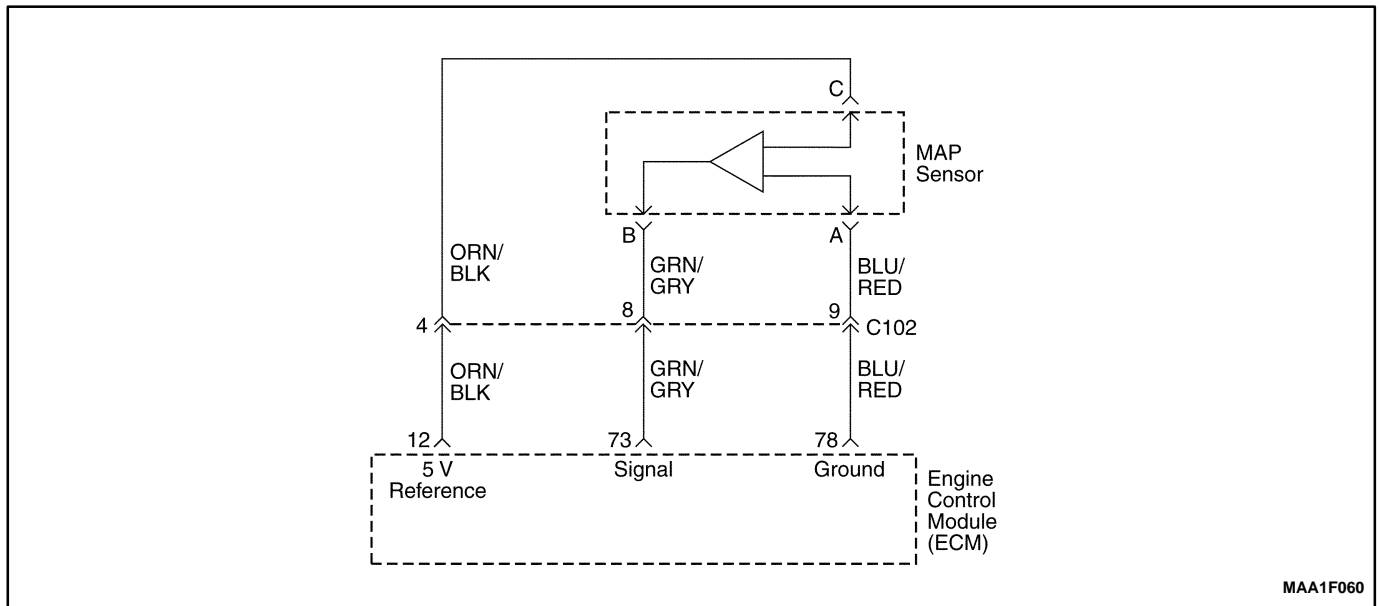 C
MAP
Sensor
B
A
ORN/
BLK
GRN/
GRY
BLU/
RED
4
8
9
C102
ORN/
BLK
GRN/
GRY
BLU/
RED
12
73
78
5 V
Reference
Signal
Ground
Engine
Control
Module
(ECM)
MAA1F060